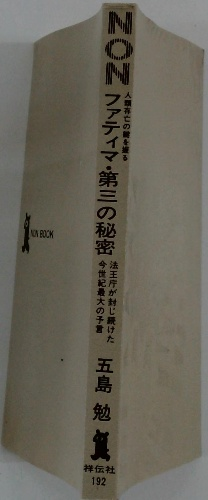 NON
人類存亡の鍵を握る
ファティマ・第三の秘密
法王庁が封じ続けた
今世紀最大の予言
五島 勉
祥伝社
192
NON BOOK